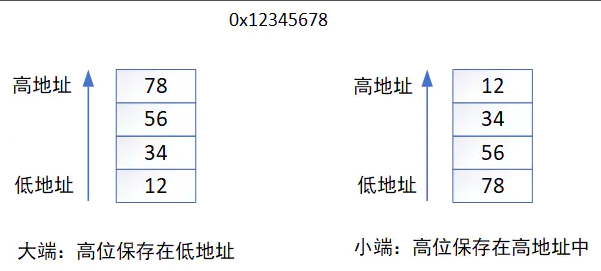 0x12345678
高地址
78
56
34
低地址
12
大端：高位保存在低地址
高地址
12
34
56
低地址
78
小端：高位保存在高地址中